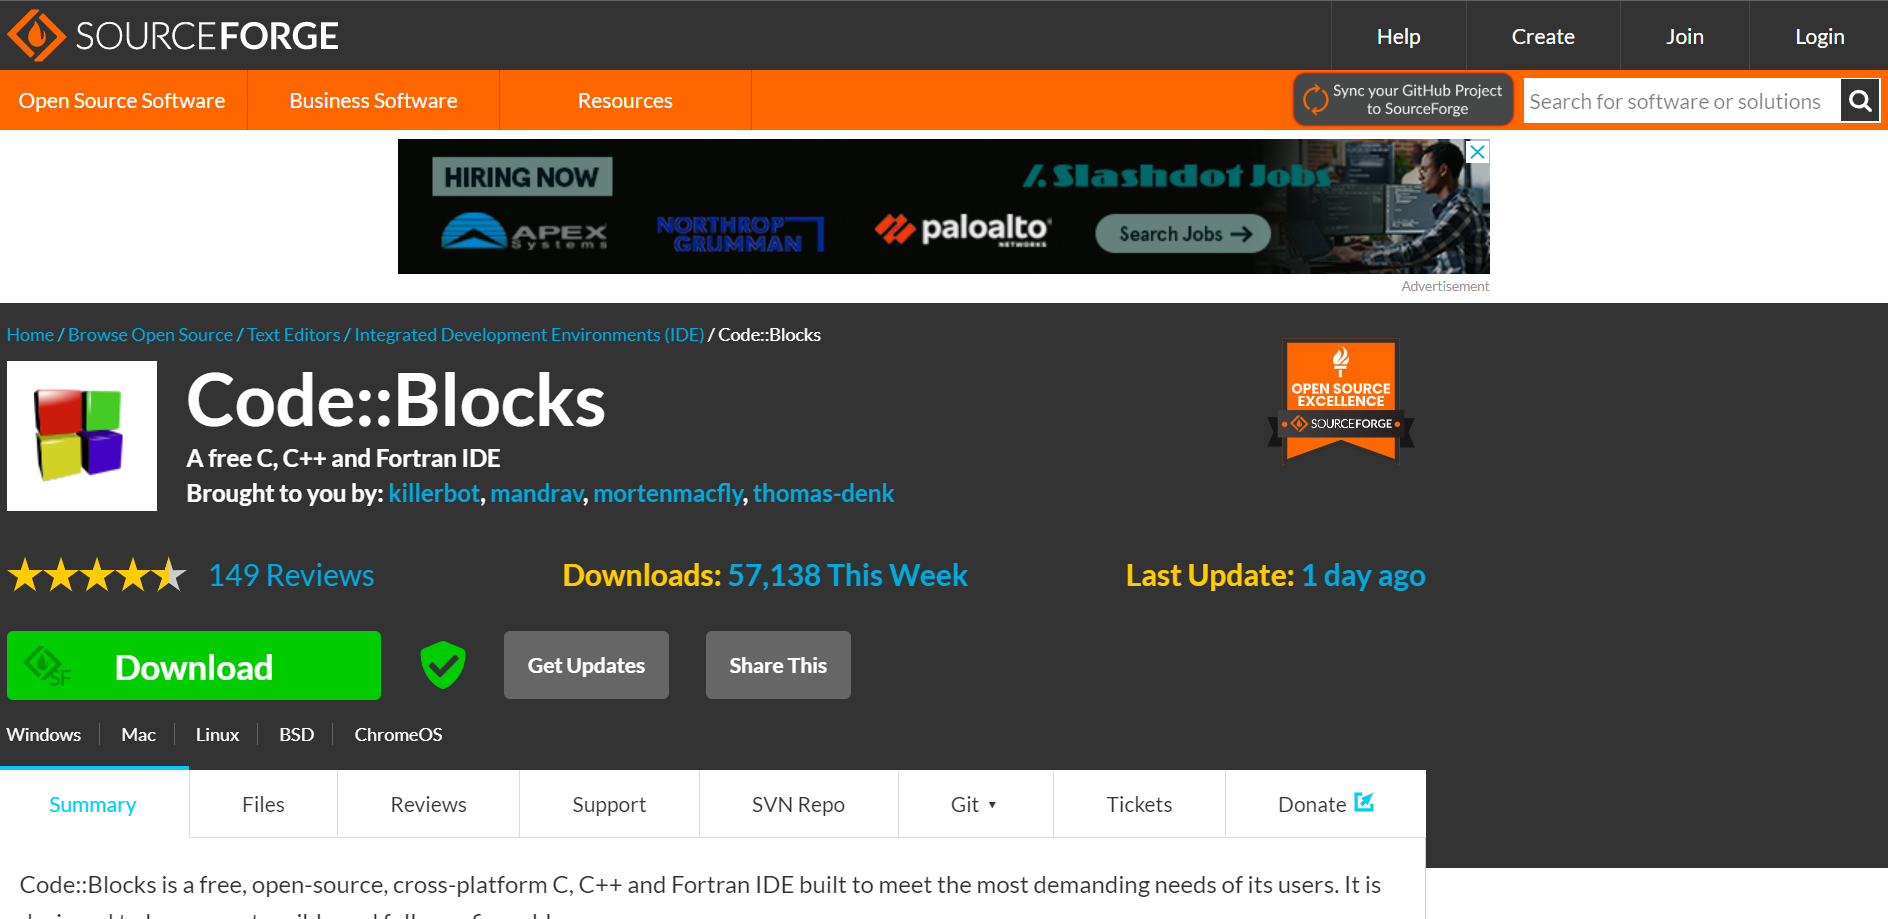 SOURCEFORGE
Help
Create
Join
Login
Open Source Software
Business Software
Resources
Sync your GitHub Project
to SourceForge
Search for software or solutions
HIRING NOW
Slashdot Jobs
APEX
Systems
NORTHROP
GRUMMAN
paloalto
NETWORKS
Search Jobs →
Advertisement
Home / Browse Open Source / Text Editors / Integrated Development Environments (IDE) / Code::Blocks
Code::Blocks
A free C, C++ and Fortran IDE
Brought to you by: killerbot, mandrav, mortenmacfly, thomas-denk
OPEN SOURCE
EXCELLENCE
SOURCEFORGE
149 Reviews
Downloads: 57,138 This Week
Last Update: 1 day ago
SF
Download
Get Updates
Share This
Windows
Mac
Linux
BSD
ChromeOS
Summary
Files
Reviews
Support
SVN Repo
Git ▼
Tickets
Donate
Code::Blocks is a free, open-source, cross-platform C, C++ and Fortran IDE built to meet the most demanding needs of its users. It is